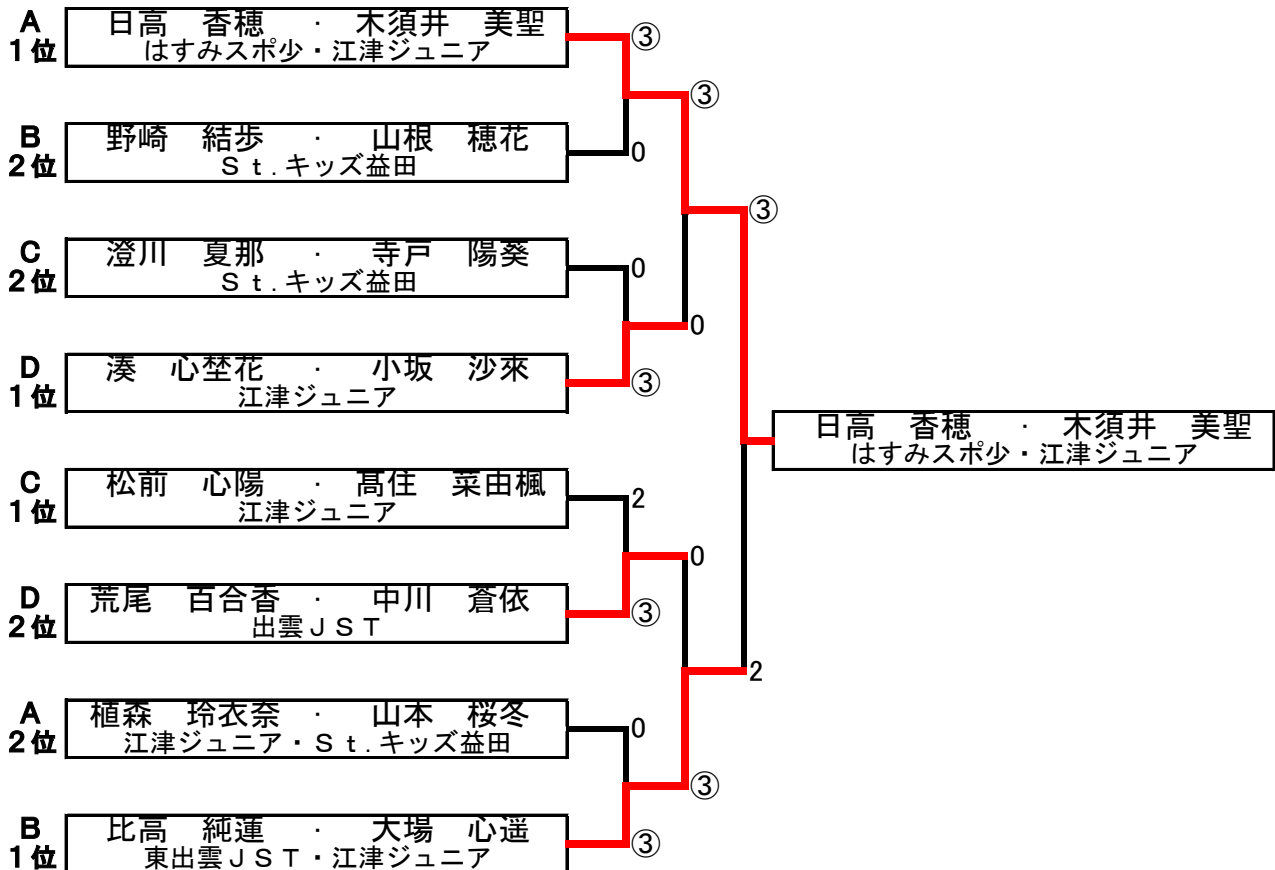 A
1位
日高　香穂　・　木須井　美聖
はすみスポ少・江津ジュニア
③
③
B
2位
野崎　結歩　・　山根　穂花
Ｓｔ.キッズ益田
0
③
C
2位
澄川　夏那　・　寺戸　陽葵
Ｓｔ.キッズ益田
0
0
D
1位
湊　心埜花　・　小坂　沙來
江津ジュニア
③
日高　香穂　・　木須井　美聖
はすみスポ少・江津ジュニア
C
1位
松前　心陽　・　髙住　菜由楓
江津ジュニア
2
0
D
2位
荒尾　百合香　・　中川　蒼依
出雲ＪＳＴ
③
2
A
2位
植森　玲衣奈　・　山本　桜冬
江津ジュニア・Ｓｔ.キッズ益田
0
③
B
1位
比高　純蓮　・　大場　心遥
東出雲ＪＳＴ・江津ジュニア
③